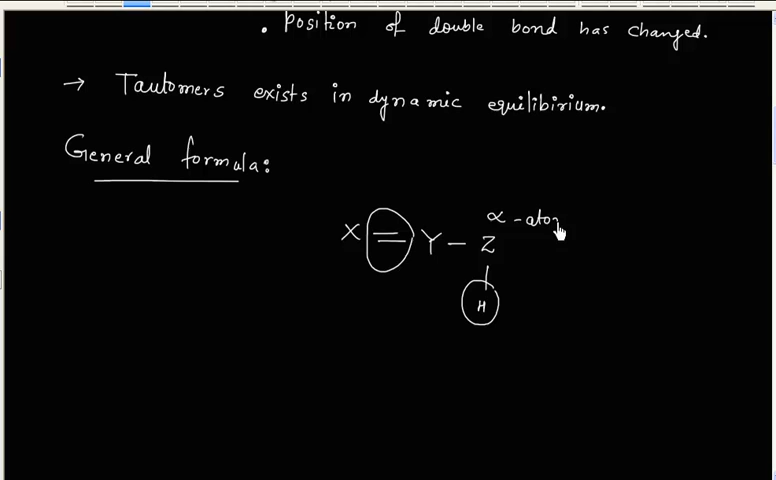 . Position of double bond has changed.
→ Tautomers exists in dynamic equilibirium.
General formula:
α - ato
X = Y - Z
H